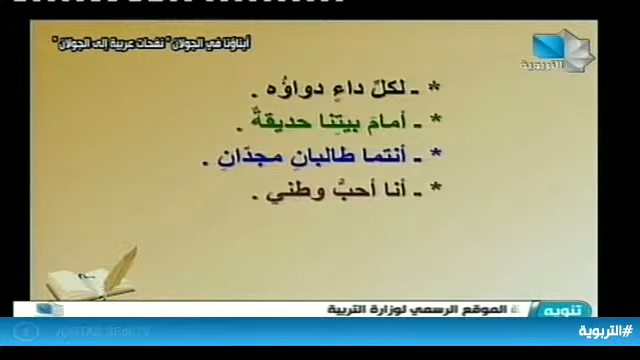 أبناؤنا في الجولان "نفحات عربية إلى الجولان"
التربوية
* ـ لكلِّ داءٍ دواؤُه .
* ـ أمامَ بيتِنا حديقةٌ .
* ـ أنتما طالبانِ مجدّانِ .
* ـ أنا أحبُّ وطني .
تنويه
الموقع الرسمي لوزارة التربية
#التربوية